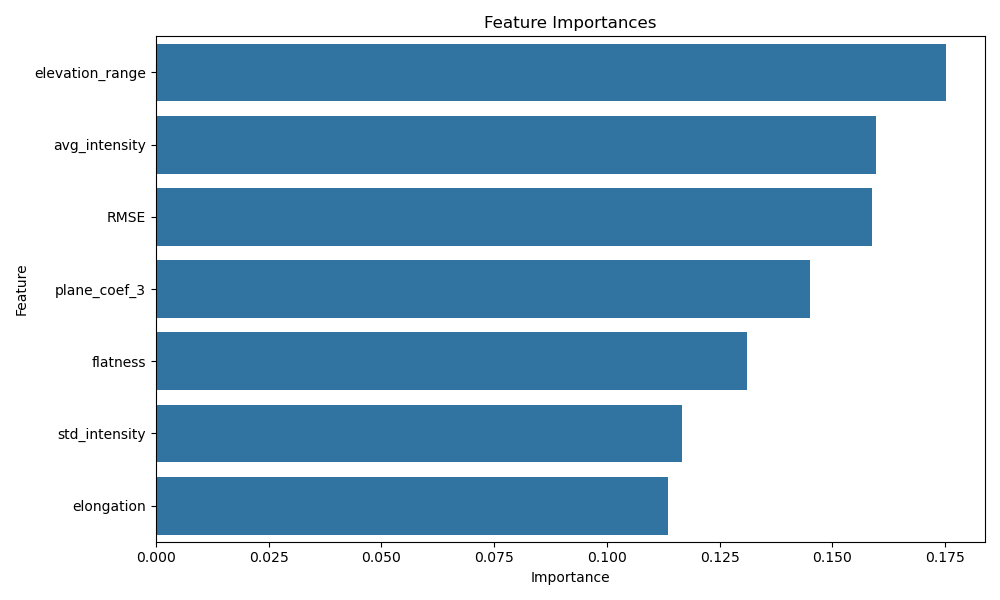 Feature Importances
Feature
elevation_range
avg_intensity
RMSE
plane_coef_3
flatness
std_intensity
elongation
0.000 0.025 0.050 0.075 0.100 0.125 0.150 0.175
Importance